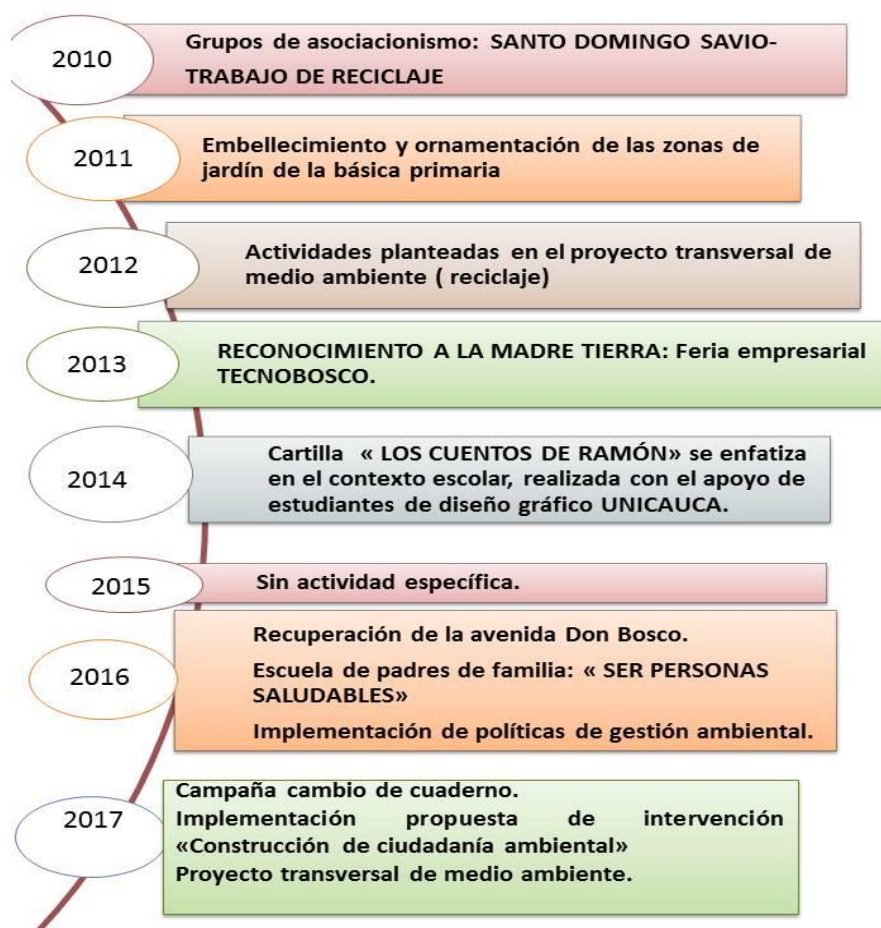 2010
Grupos de asociacionismo: SANTO DOMINGO SAVIO-
TRABAJO DE RECICLAJE
2011
Embellecimiento y ornamentación de las zonas de
jardín de la básica primaria
2012
Actividades planteadas en el proyecto transversal de
medio ambiente ( reciclaje)
2013
RECONOCIMIENTO A LA MADRE TIERRA: Feria empresarial
TECNOBOSCO.
2014
Cartilla « LOS CUENTOS DE RAMÓN» se enfatiza
en el contexto escolar, realizada con el apoyo de
estudiantes de diseño gráfico UNICAUCA.
2015
Sin actividad específica.
2016
Recuperación de la avenida Don Bosco.
Escuela de padres de familia: « SER PERSONAS
SALUDABLES»
Implementación de políticas de gestión ambiental.
2017
Campaña cambio de cuaderno.
Implementación propuesta de intervención
«Construcción de ciudadanía ambiental»
Proyecto transversal de medio ambiente.